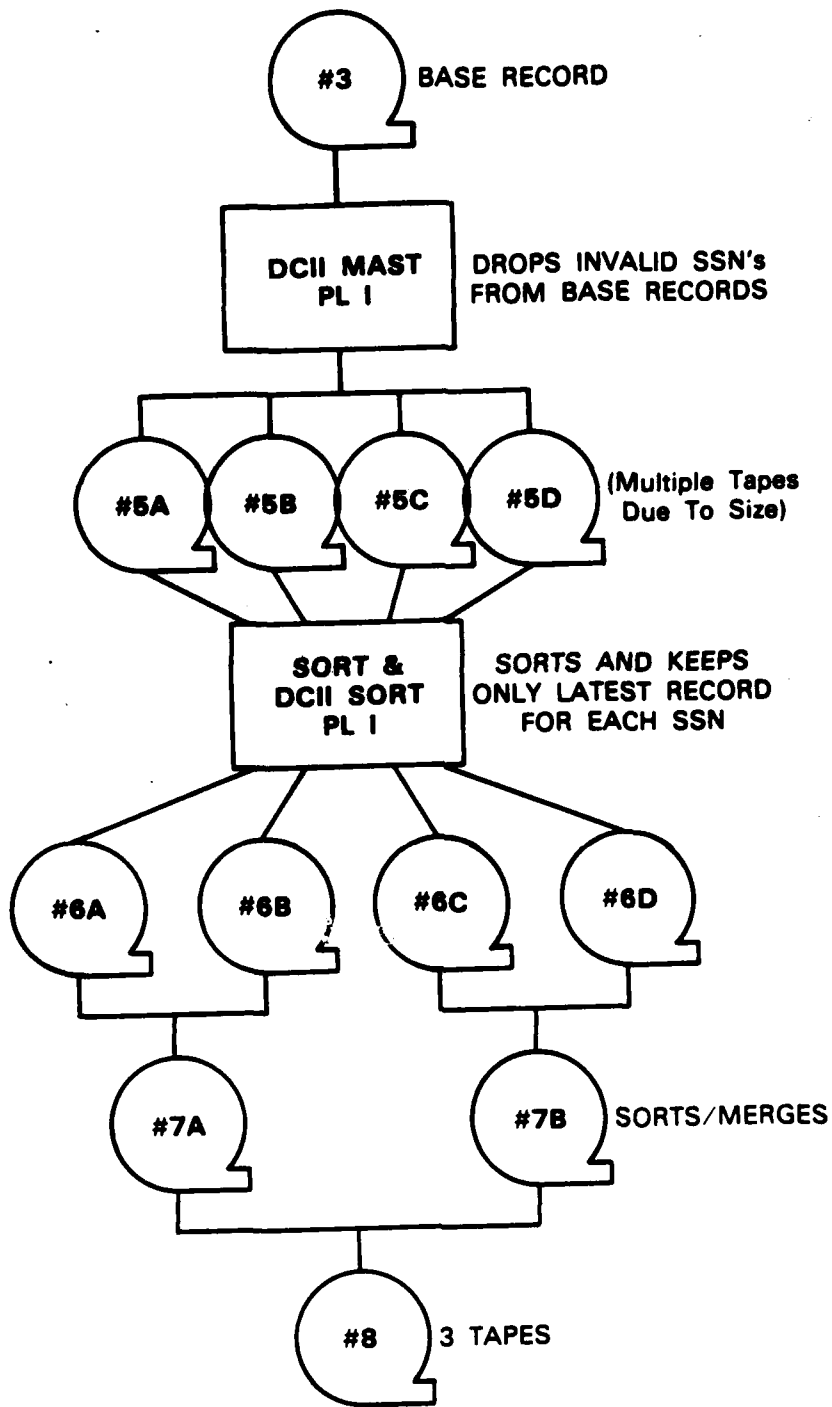 #3 BASE RECORD
DCII MAST
PL I
DROPS INVALID SSN's
FROM BASE RECORDS
#5A #5B #5C #5D
(Multiple Tapes
Due To Size)
SORT &
DCII SORT
PL I
SORTS AND KEEPS
ONLY LATEST RECORD
FOR EACH SSN
#6A #6B #6C #6D
#7A #7B SORTS/MERGES
#8 3 TAPES